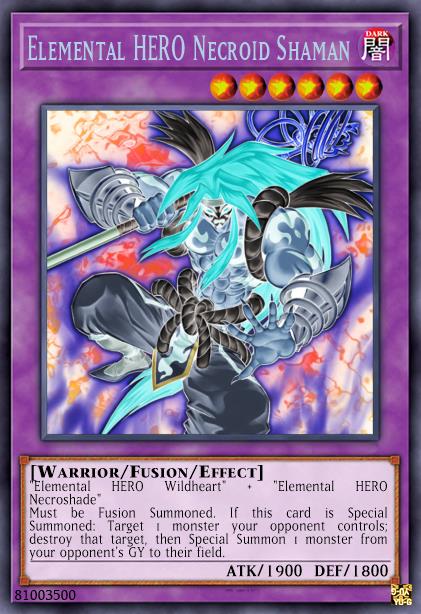 Elemental HERO Necroid Shaman
DARK
闇
[Warrior/Fusion/Effect]
"Elemental HERO Wildheart" + "Elemental HERO
Necroshade"
Must be Fusion Summoned. If this card is Special
Summoned: Target 1 monster your opponent controls;
destroy that target, then Special Summon 1 monster from
your opponent's GY to their field.
ATK/1900 DEF/1800
81003500